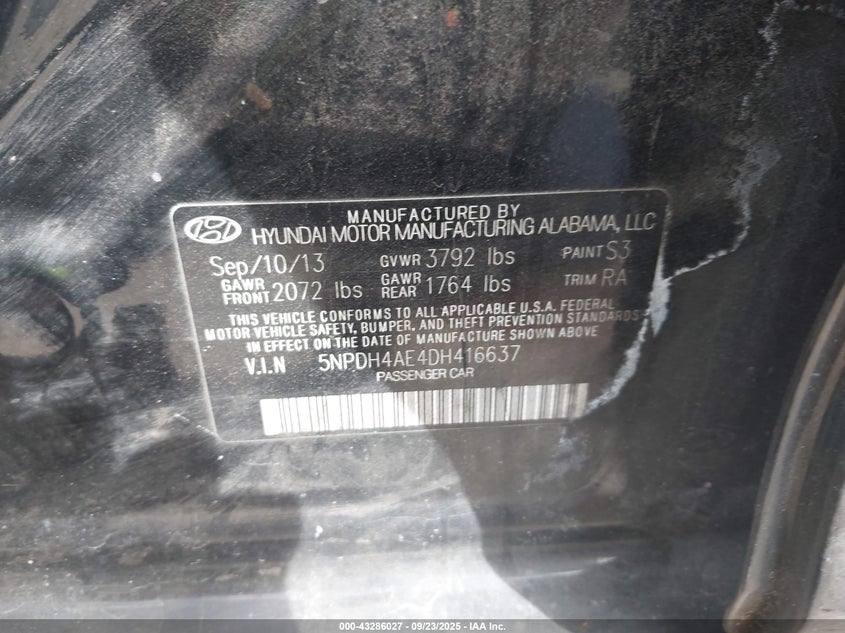 MANUFACTURED BY
HYUNDAI MOTOR MANUFACTURING ALABAMA, LLC
Sep/10/13 GVWR 3792 lbs PAINT S3
GAWR FRONT 2072 lbs GAWR REAR 1764 lbs TRIM RA
THIS VEHICLE CONFORMS TO ALL APPLICABLE U.S.A. FEDERAL
MOTOR VEHICLE SAFETY, BUMPER, AND THEFT PREVENTION STANDARDS
IN EFFECT ON THE DATE OF MANUFACTURE SHOWN ABOVE
V.I.N 5NPDH4AE4DH416637
PASSENGER CAR
000-43286027 - 09/23/2025 - IAA Inc.